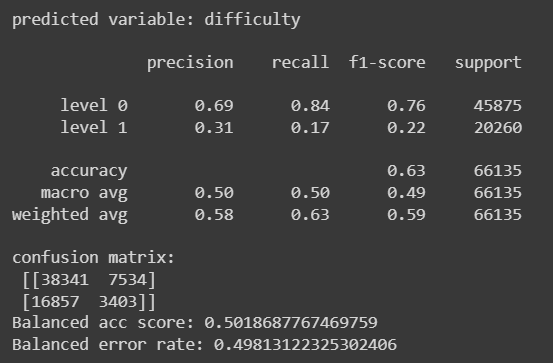 predicted variable: difficulty
precision recall f1-score support
level 0 0.69 0.84 0.76 45875
level 1 0.31 0.17 0.22 20260
accuracy 0.63 66135
macro avg 0.50 0.50 0.49 66135
weighted avg 0.58 0.63 0.59 66135
confusion matrix:
[[38341 7534]
[16857 3403]]
Balanced acc score: 0.5018687767469759
Balanced error rate: 0.49813122325302406